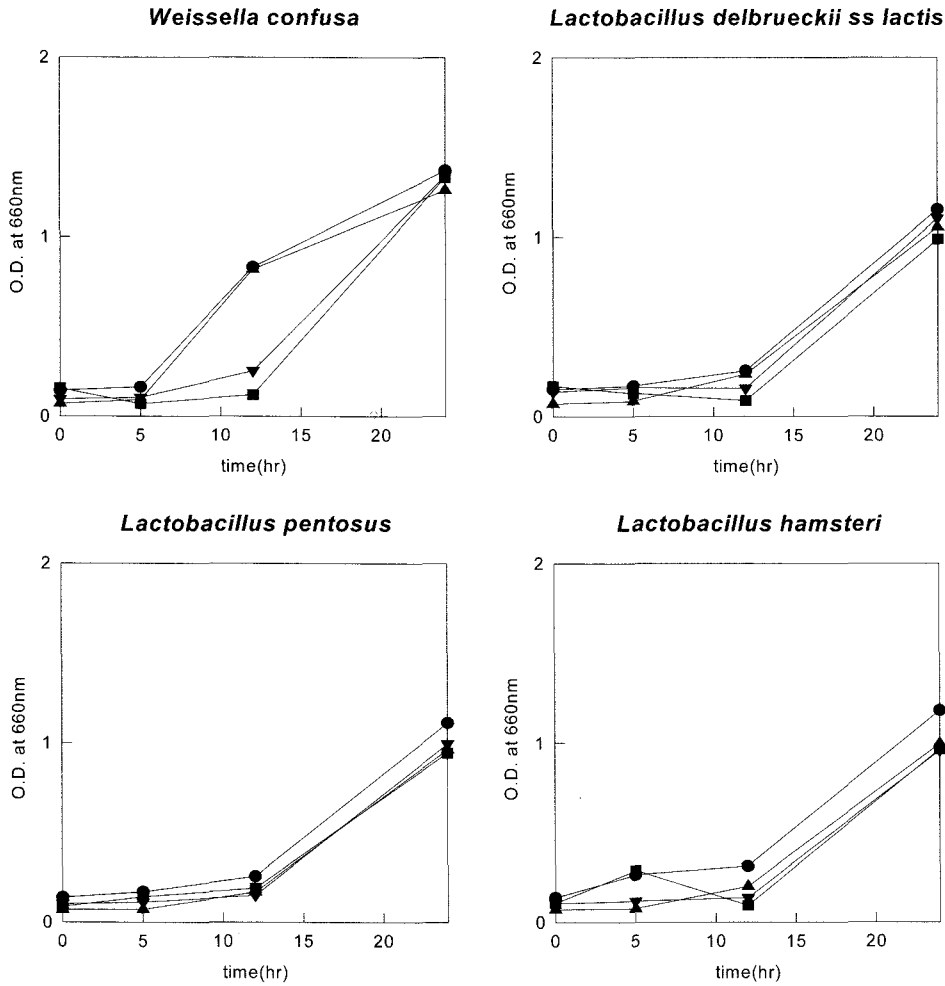 Weissella confusa
2
1
0
O.D. at 660nm
0 5 10 15 20
time(hr)
Lactobacillus delbrueckii ss lactis
2
1
0
O.D. at 660nm
0 5 10 15 20
time(hr)
Lactobacillus pentosus
2
1
0
O.D. at 660nm
0 5 10 15 20
time(hr)
Lactobacillus hamsteri
2
1
0
O.D. at 660nm
0 5 10 15 20
time(hr)